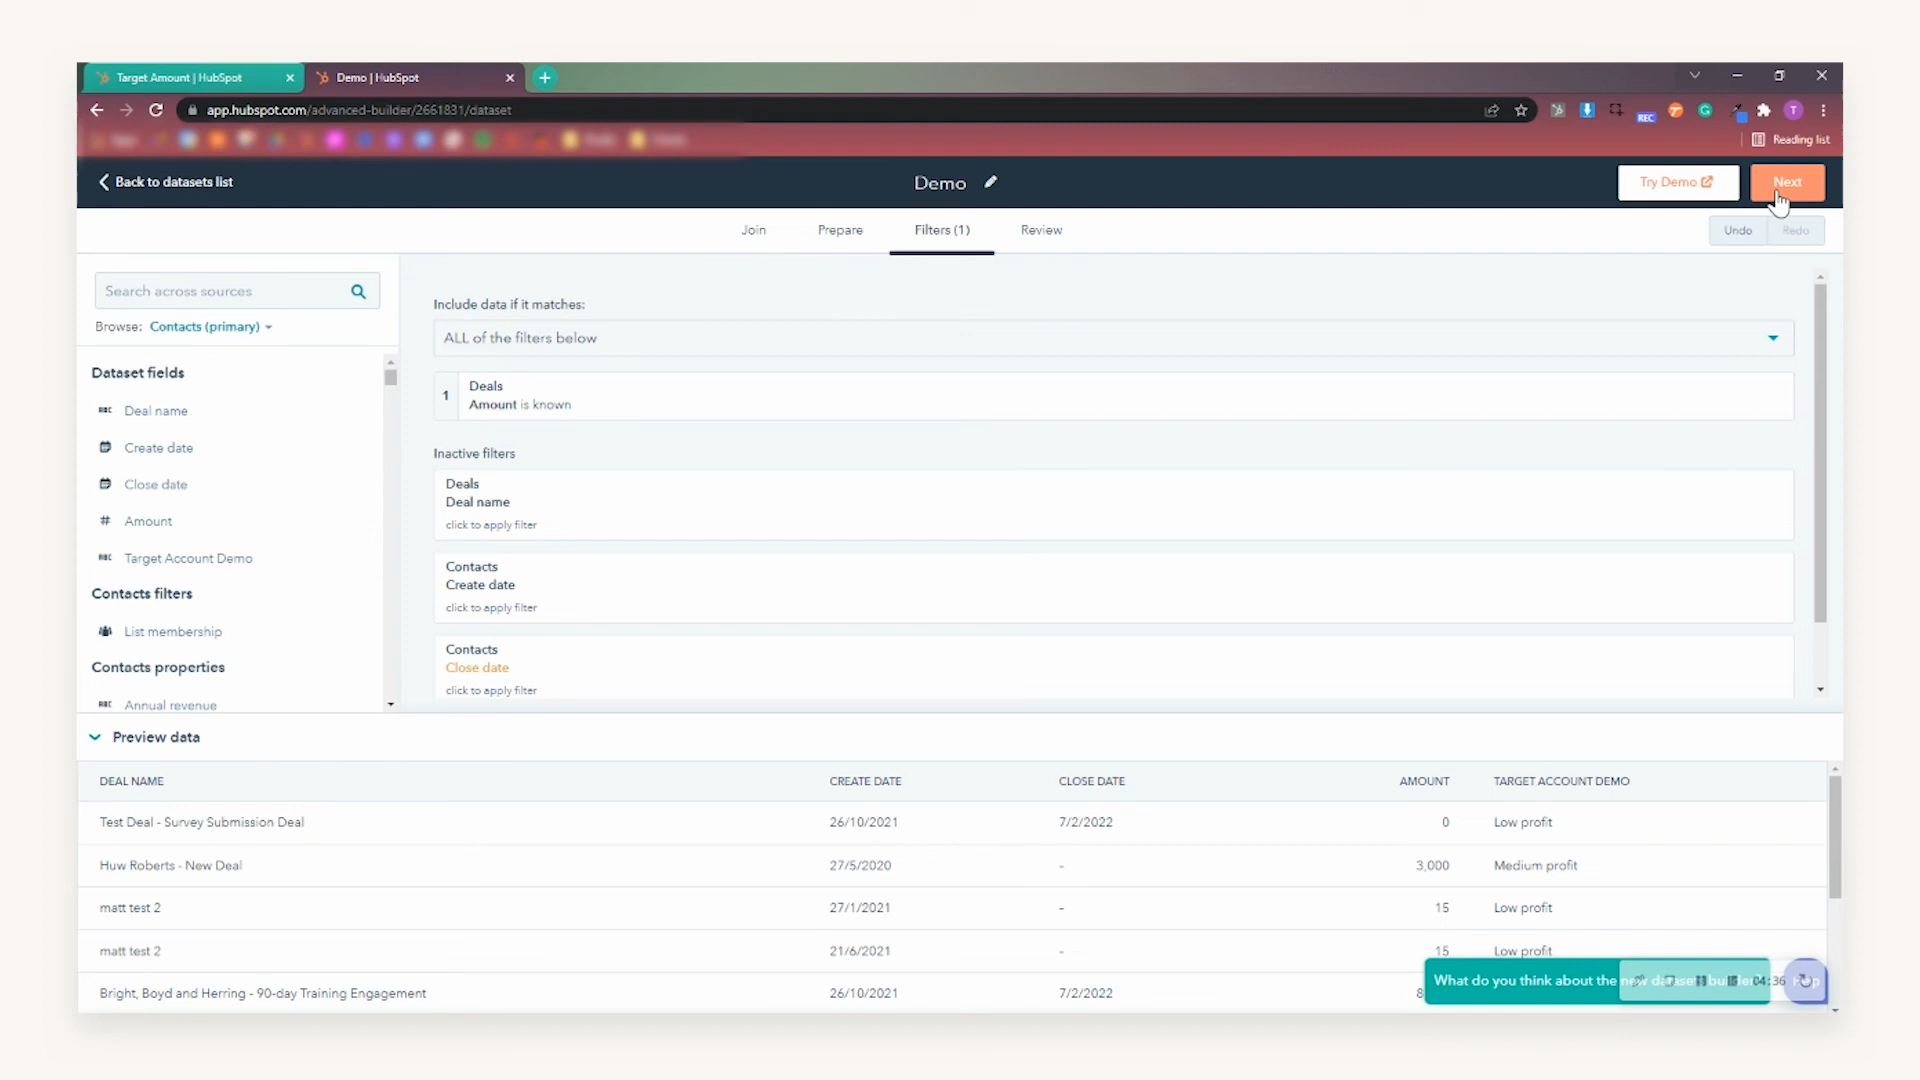 Target Amount | HubSpot
Demo | HubSpot
app.hubspot.com/advanced-builder/2661831/dataset
REC
T
Reading list
Back to datasets list
Demo
Try Demo
Next
Join
Prepare
Filters (1)
Review
Undo
Redo
Search across sources
Browse: Contacts (primary)
Dataset fields
ABC Deal name
Create date
Close date
# Amount
ABC Target Account Demo
Contacts filters
List membership
Contacts properties
ABC Annual revenue
Include data if it matches:
ALL of the filters below
1
Deals
Amount is known
Inactive filters
Deals
Deal name
click to apply filter
Contacts
Create date
click to apply filter
Contacts
Close date
click to apply filter
Preview data
DEAL NAME CREATE DATE CLOSE DATE AMOUNT TARGET ACCOUNT DEMO
Test Deal - Survey Submission Deal 26/10/2021 7/2/2022 0 Low profit
Huw Roberts - New Deal 27/5/2020 - 3,000 Medium profit
matt test 2 27/1/2021 - 15 Low profit
matt test 2 21/6/2021 - 15 Low profit
Bright, Boyd and Herring - 90-day Training Engagement 26/10/2021 7/2/2022 8
What do you think about the new dataset builder?
04:36